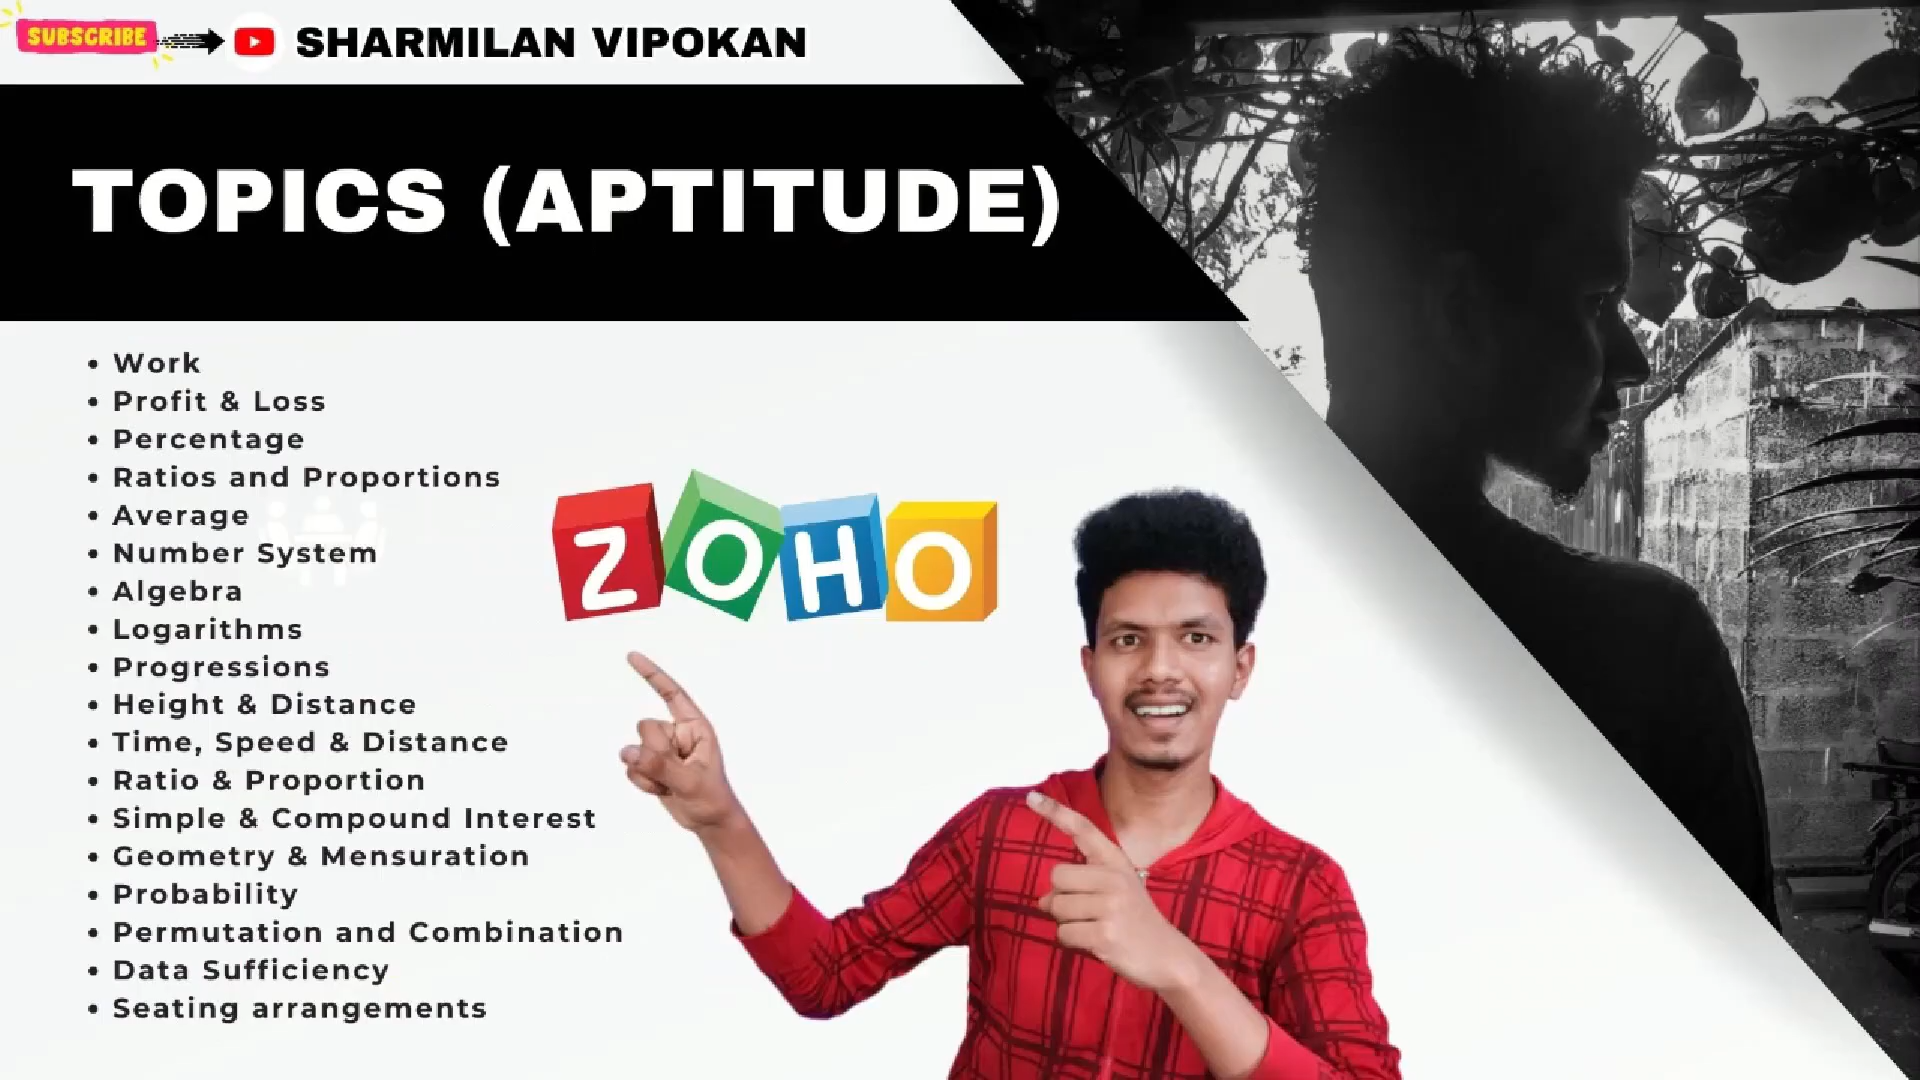 SUBSCRIBE
SHARMILAN VIPOKAN
TOPICS (APTITUDE)
• Work
• Profit & Loss
• Percentage
• Ratios and Proportions
• Average
• Number System
• Algebra
• Logarithms
• Progressions
• Height & Distance
• Time, Speed & Distance
• Ratio & Proportion
• Simple & Compound Interest
• Geometry & Mensuration
• Probability
• Permutation and Combination
• Data Sufficiency
• Seating arrangements
ZOHO